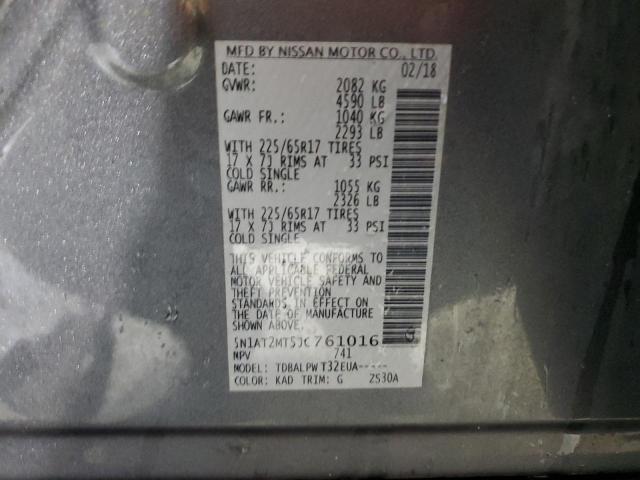 MFD BY NISSAN MOTOR CO., LTD.
DATE: 02/18
GVWR: 2082 KG
4590 LB
GAWR FR.: 1040 KG
2293 LB
WITH 225/65R17 TIRES
17 X 7J RIMS AT 33 PSI
COLD SINGLE
GAWR RR.: 1055 KG
2326 LB
WITH 225/65R17 TIRES
17 X 7J RIMS AT 33 PSI
COLD SINGLE
THIS VEHICLE CONFORMS TO
ALL APPLICABLE FEDERAL
MOTOR VEHICLE SAFETY AND
THEFT PREVENTION
STANDARDS IN EFFECT ON
THE DATE OF MANUFACTURE
SHOWN ABOVE.
5N1AT2MT5JC761016
MPV 741
MODEL: TDBALPWT32EUA-----
COLOR: KAD TRIM: G ZS30A